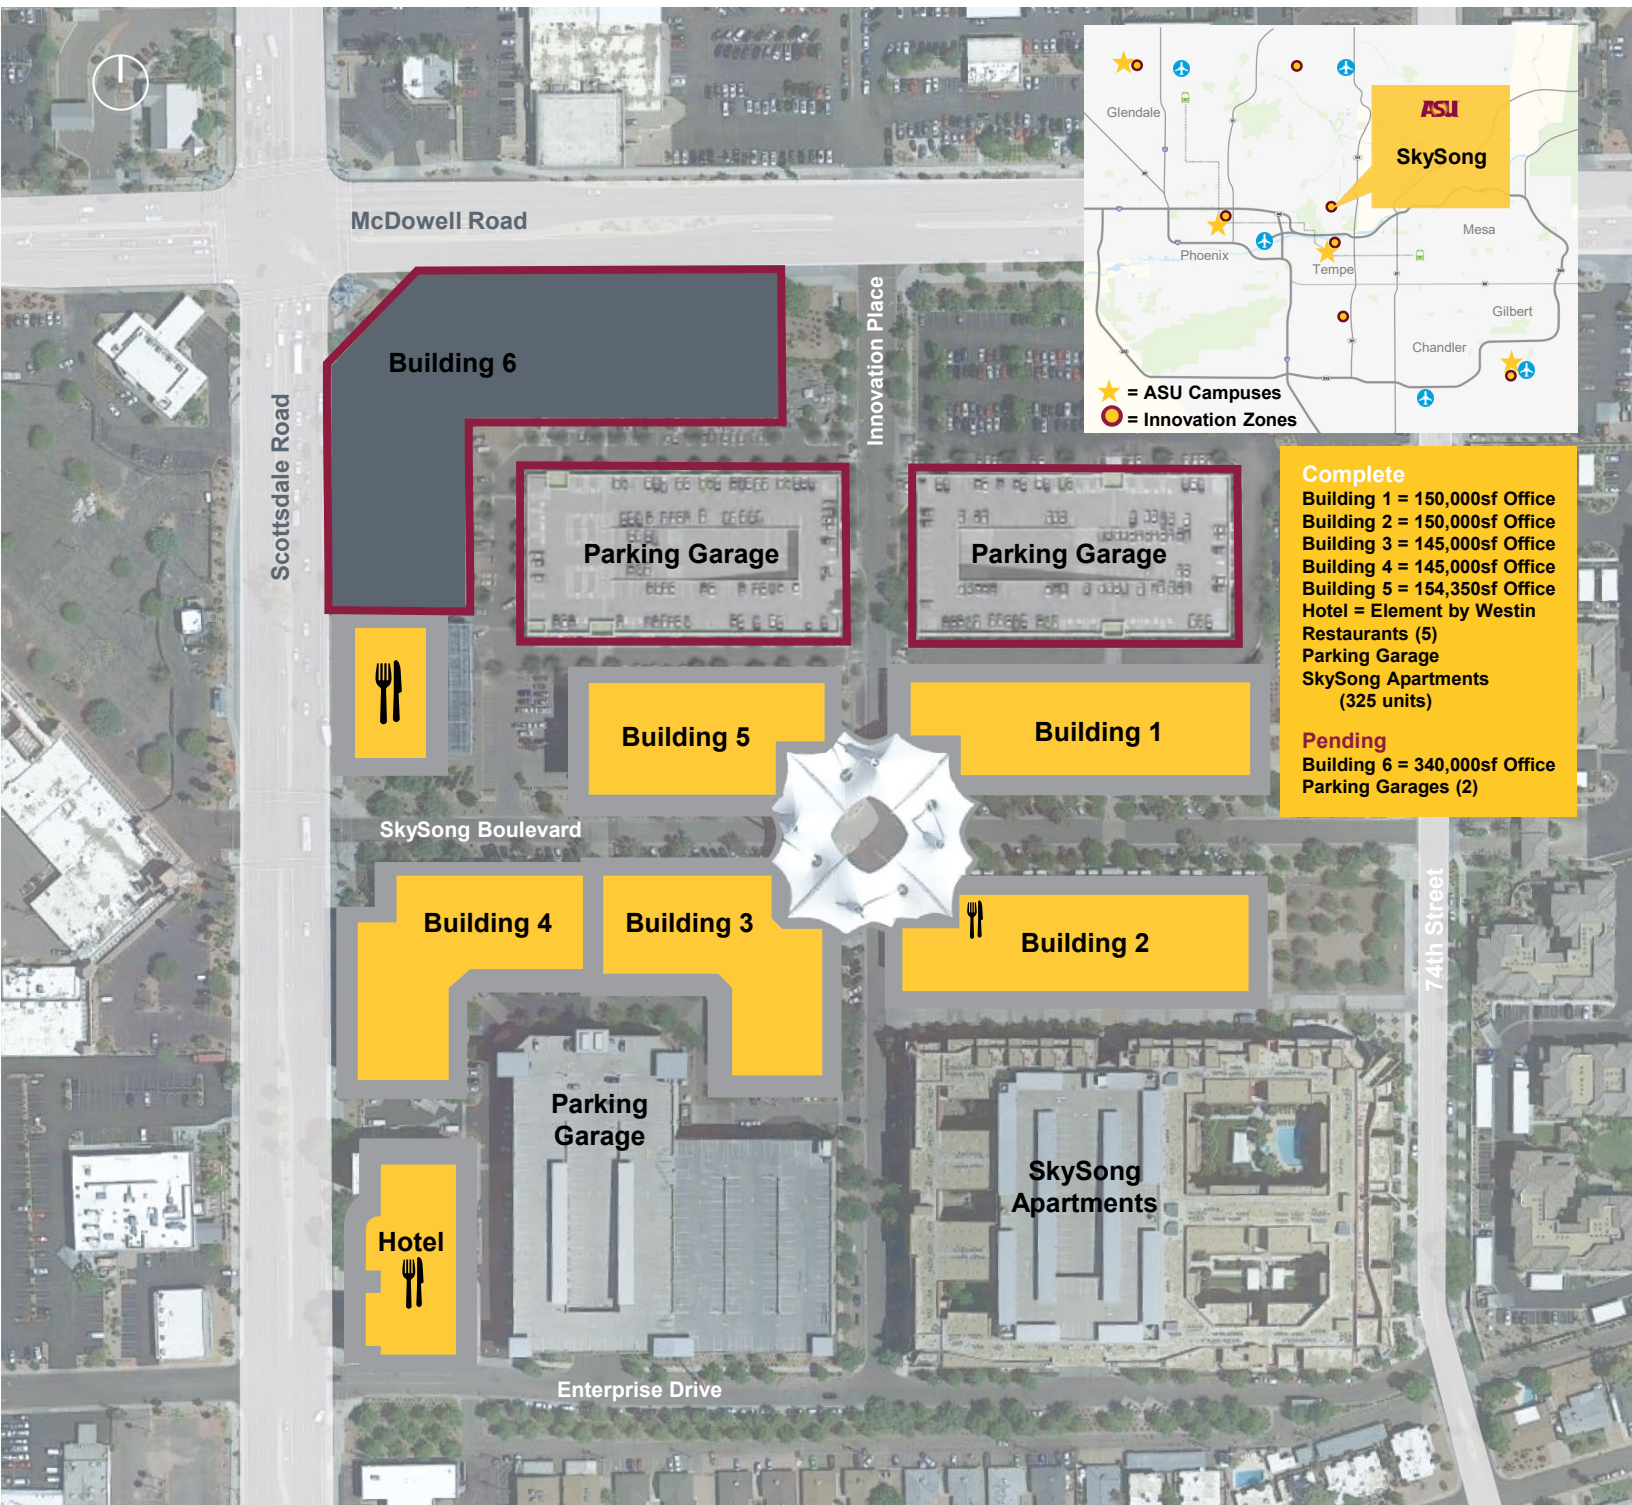 McDowell Road
Building 6
Innovation Place
Scottsdale Road
Parking Garage
Parking Garage
Building 5
Building 1
SkySong Boulevard
Building 4
Building 3
Building 2
74th Street
Parking
Garage
SkySong
Apartments
Hotel
Enterprise Drive
ASU
SkySong
Glendale
Phoenix
Tempe
Mesa
Gilbert
Chandler
= ASU Campuses
= Innovation Zones
Complete
Building 1 = 150,000sf Office
Building 2 = 150,000sf Office
Building 3 = 145,000sf Office
Building 4 = 145,000sf Office
Building 5 = 154,350sf Office
Hotel = Element by Westin
Restaurants (5)
Parking Garage
SkySong Apartments
(325 units)
Pending
Building 6 = 340,000sf Office
Parking Garages (2)